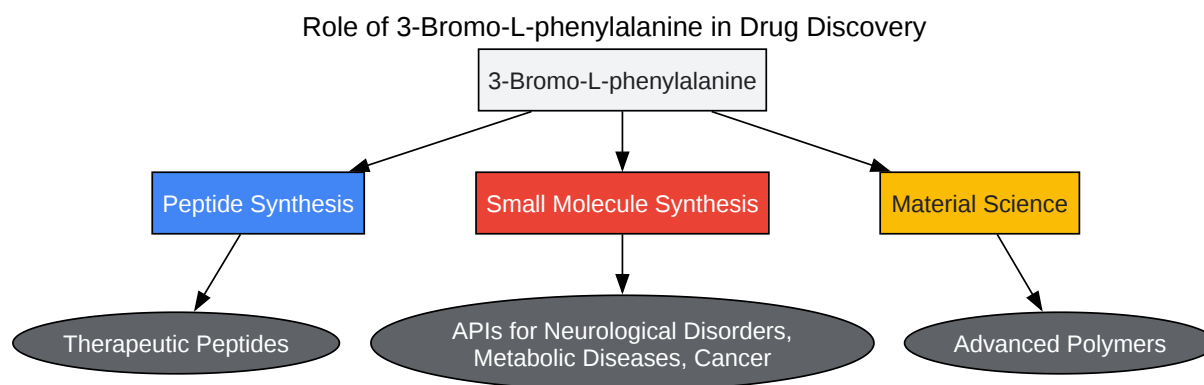 Role of 3-Bromo-L-phenylalanine in Drug Discovery
3-Bromo-L-phenylalanine
Peptide Synthesis
Small Molecule Synthesis
Material Science
Therapeutic Peptides
APIs for Neurological Disorders,
Metabolic Diseases, Cancer
Advanced Polymers